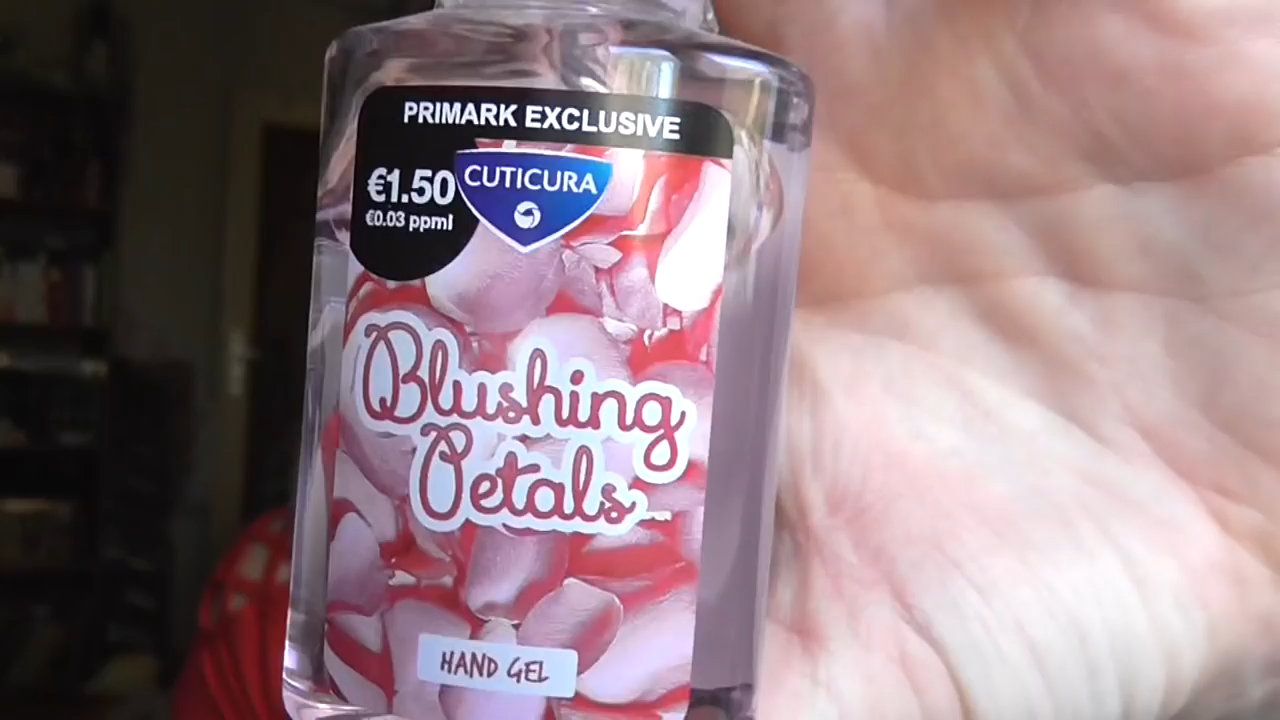 PRIMARK EXCLUSIVE
€1.50
€0.03 ppml
CUTICURA
Blushing
Petals
HAND GEL